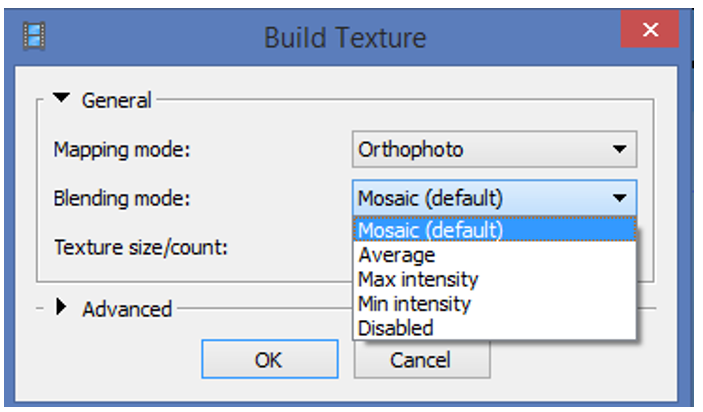 Build Texture
General
Mapping mode: Orthophoto
Blending mode: Mosaic (default)
Mosaic (default)
Texture size/count:
Average
Max intensity
Min intensity
Disabled
Advanced
OK Cancel